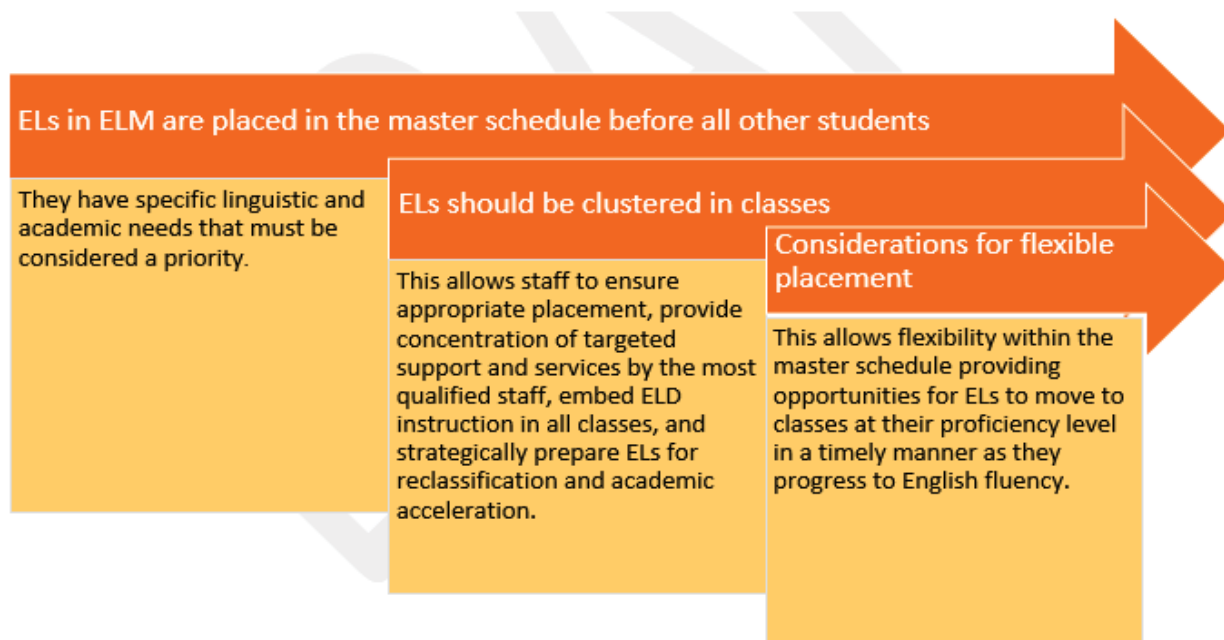 ELs in ELM are placed in the master schedule before all other students
They have specific linguistic and
academic needs that must be
considered a priority.
ELs should be clustered in classes
This allows staff to ensure
appropriate placement, provide
concentration of targeted
support and services by the most
qualified staff, embed ELD
instruction in all classes, and
strategically prepare ELs for
reclassification and academic
acceleration.
Considerations for flexible
placement
This allows flexibility within the
master schedule providing
opportunities for ELs to move to
classes at their proficiency level
in a timely manner as they
progress to English fluency.